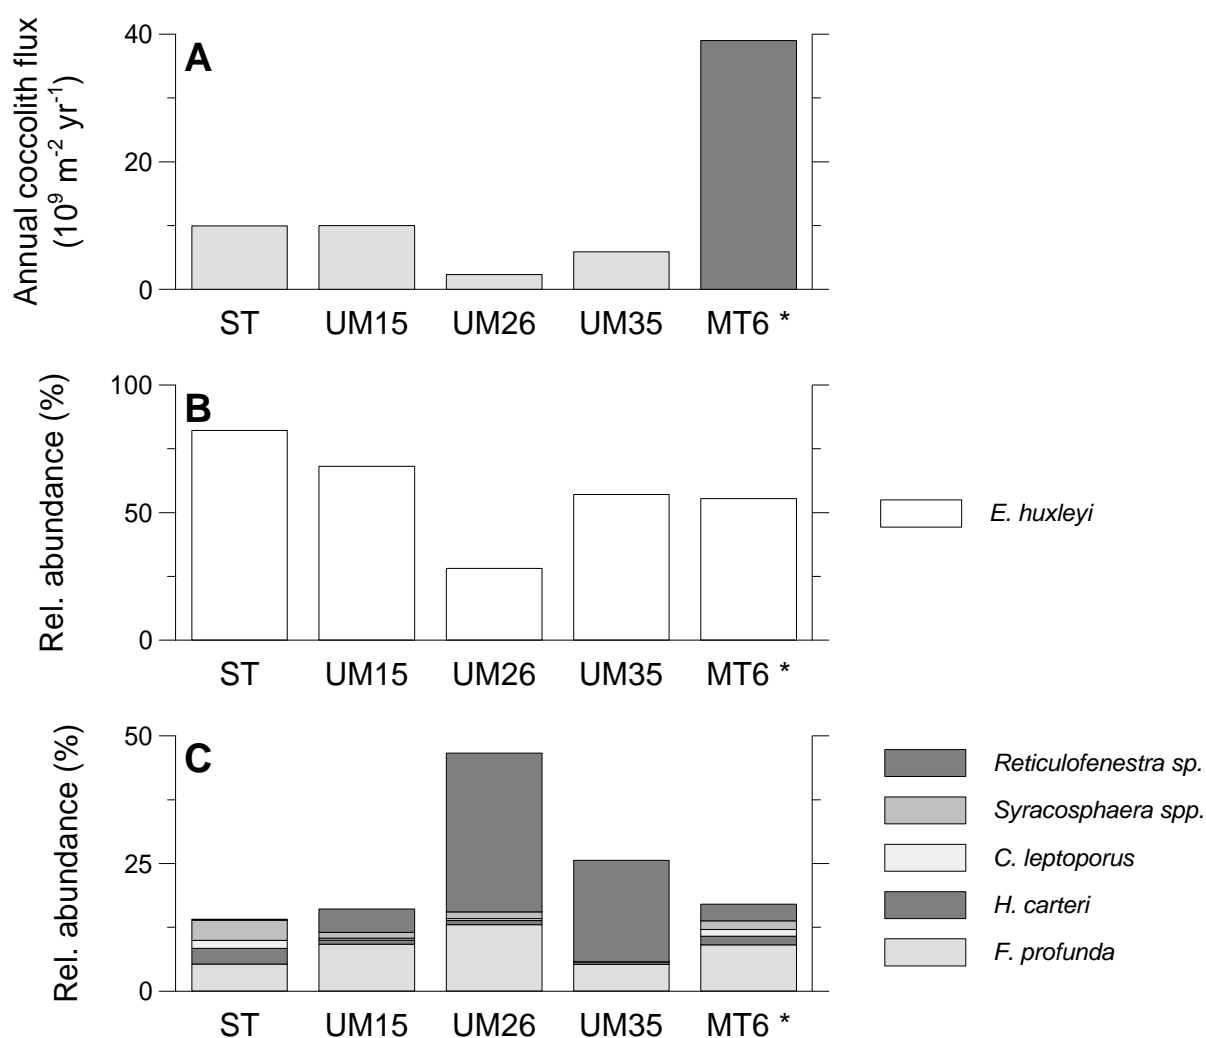 Annual coccolith flux
(10⁹ m⁻² yr⁻¹)
40
20
0
A
ST UM15 UM26 UM35 MT6 *
Rel. abundance (%)
100
50
0
B
ST UM15 UM26 UM35 MT6 *
E. huxleyi
Rel. abundance (%)
50
25
0
C
ST UM15 UM26 UM35 MT6 *
Reticulofenestra sp.
Syracosphaera spp.
C. leptoporus
H. carteri
F. profunda